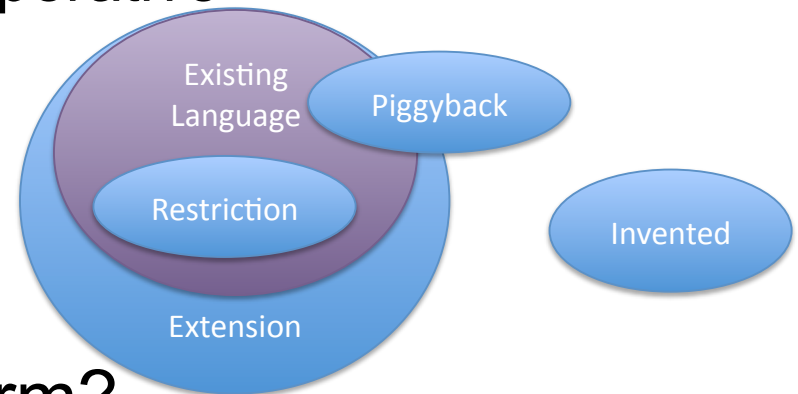 Existing
Language
Piggyback
Restriction
Invented
Extension